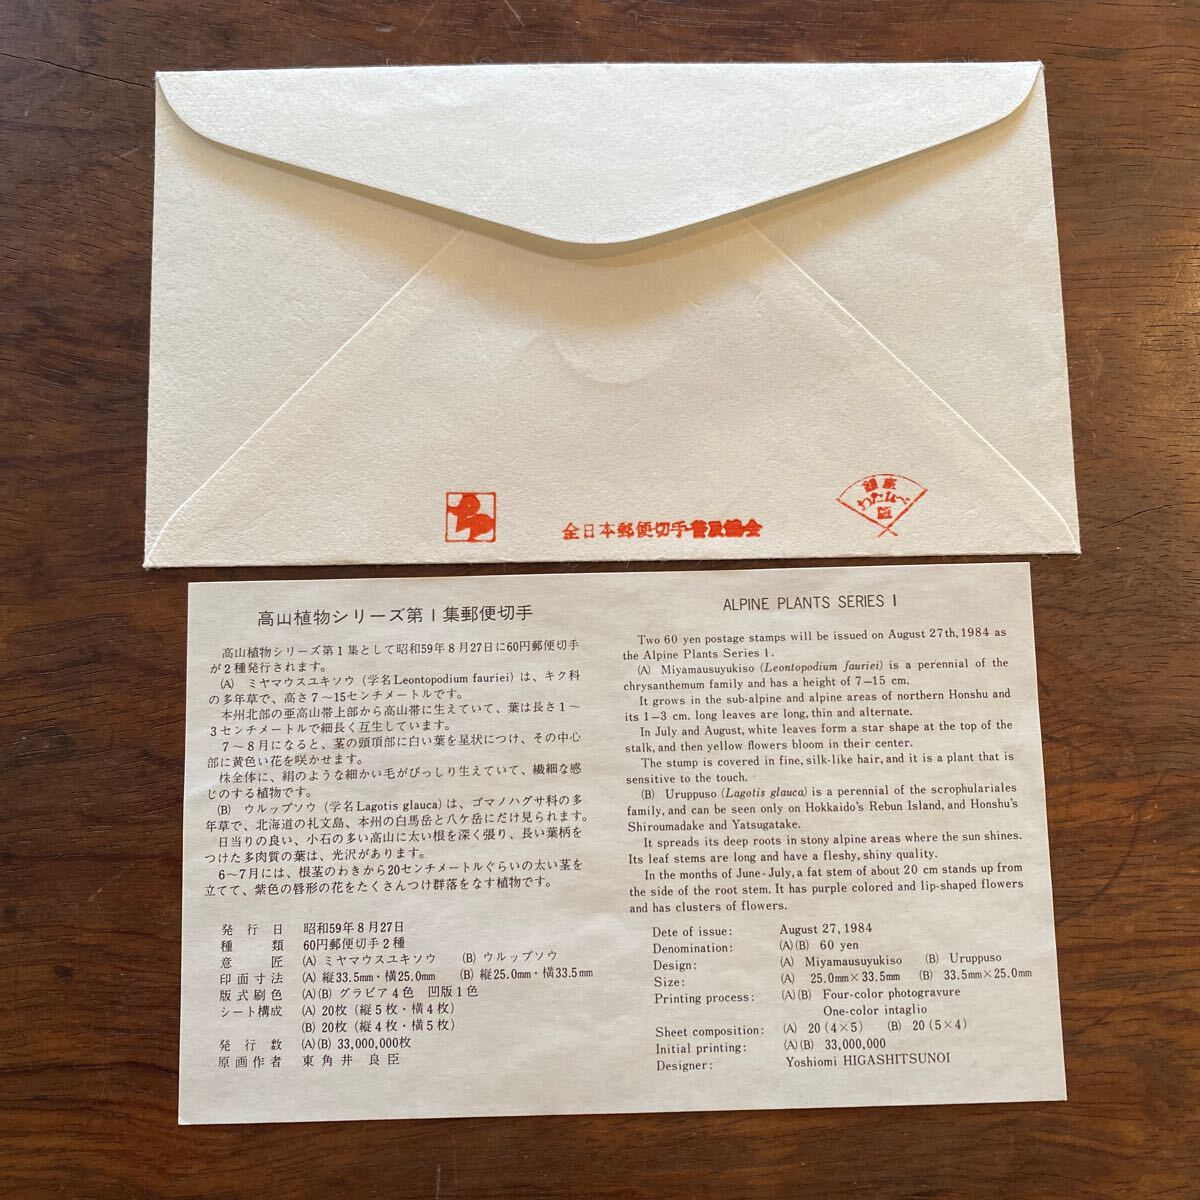 全日本郵便切手普及協会
銀座
わたなべ
版
高山植物シリーズ第Ⅰ集郵便切手
高山植物シリーズ第1集として昭和59年8月27日に60円郵便切手
が2種発行されます。
(A) ミヤマウスユキソウ（学名Leontopodium fauriei）は、キク科
の多年草で、高さ7〜15センチメートルです。
本州北部の亜高山帯上部から高山帯に生えていて、葉は長さ1〜
3センチメートルで細長く互生しています。
7〜8月になると、茎の頭頂部に白い葉を星状につけ、その中心
部に黄色い花を咲かせます。
株全体に、絹のような細かい毛がびっしり生えていて、繊細な感
じのする植物です。
(B) ウルップソウ（学名Lagotis glauca）は、ゴマノハグサ科の多
年草で、北海道の礼文島、本州の白馬岳と八ケ岳にだけ見られます。
日当りの良い、小石の多い高山に太い根を深く張り、長い葉柄を
つけた多肉質の葉は、光沢があります。
6〜7月には、根茎のわきから20センチメートルぐらいの太い茎を
立てて、紫色の唇形の花をたくさんつけ群落をなす植物です。
発行日 昭和59年8月27日
種類 60円郵便切手2種
意匠 (A) ミヤマウスユキソウ (B) ウルップソウ
印面寸法 (A) 縦33.5mm・横25.0mm (B) 縦25.0mm・横33.5mm
版式刷色 (A)(B) グラビア4色 凹版1色
シート構成 (A) 20枚（縦5枚・横4枚）
(B) 20枚（縦4枚・横5枚）
発行数 (A)(B) 33,000,000枚
原画作者 東角井良臣
ALPINE PLANTS SERIES Ⅰ
Two 60 yen postage stamps will be issued on August 27th, 1984 as
the Alpine Plants Series Ⅰ.
(A) Miyamausuyukiso (Leontopodium fauriei) is a perennial of the
chrysanthemum family and has a height of 7–15 cm.
It grows in the sub-alpine and alpine areas of northern Honshu and
its 1–3 cm. long leaves are long, thin and alternate.
In July and August, white leaves form a star shape at the top of the
stalk, and then yellow flowers bloom in their center.
The stump is covered in fine, silk-like hair, and it is a plant that is
sensitive to the touch.
(B) Uruppuso (Lagotis glauca) is a perennial of the scrophulariales
family, and can be seen only on Hokkaido's Rebun Island, and Honshu's
Shiroumadake and Yatsugatake.
It spreads its deep roots in stony alpine areas where the sun shines.
Its leaf stems are long and have a fleshy, shiny quality.
In the months of June-July, a fat stem of about 20 cm stands up from
the side of the root stem. It has purple colored and lip-shaped flowers
and has clusters of flowers.
Dete of issue: August 27, 1984
Denomination: (A)(B) 60 yen
Design: (A) Miyamausuyukiso (B) Uruppuso
Size: (A) 25.0mm×33.5mm (B) 33.5mm×25.0mm
Printing process: (A)(B) Four-color photogravure
One-color intaglio
Sheet composition: (A) 20 (4×5) (B) 20 (5×4)
Initial printing: (A)(B) 33,000,000
Designer: Yoshiomi HIGASHITSUNOI